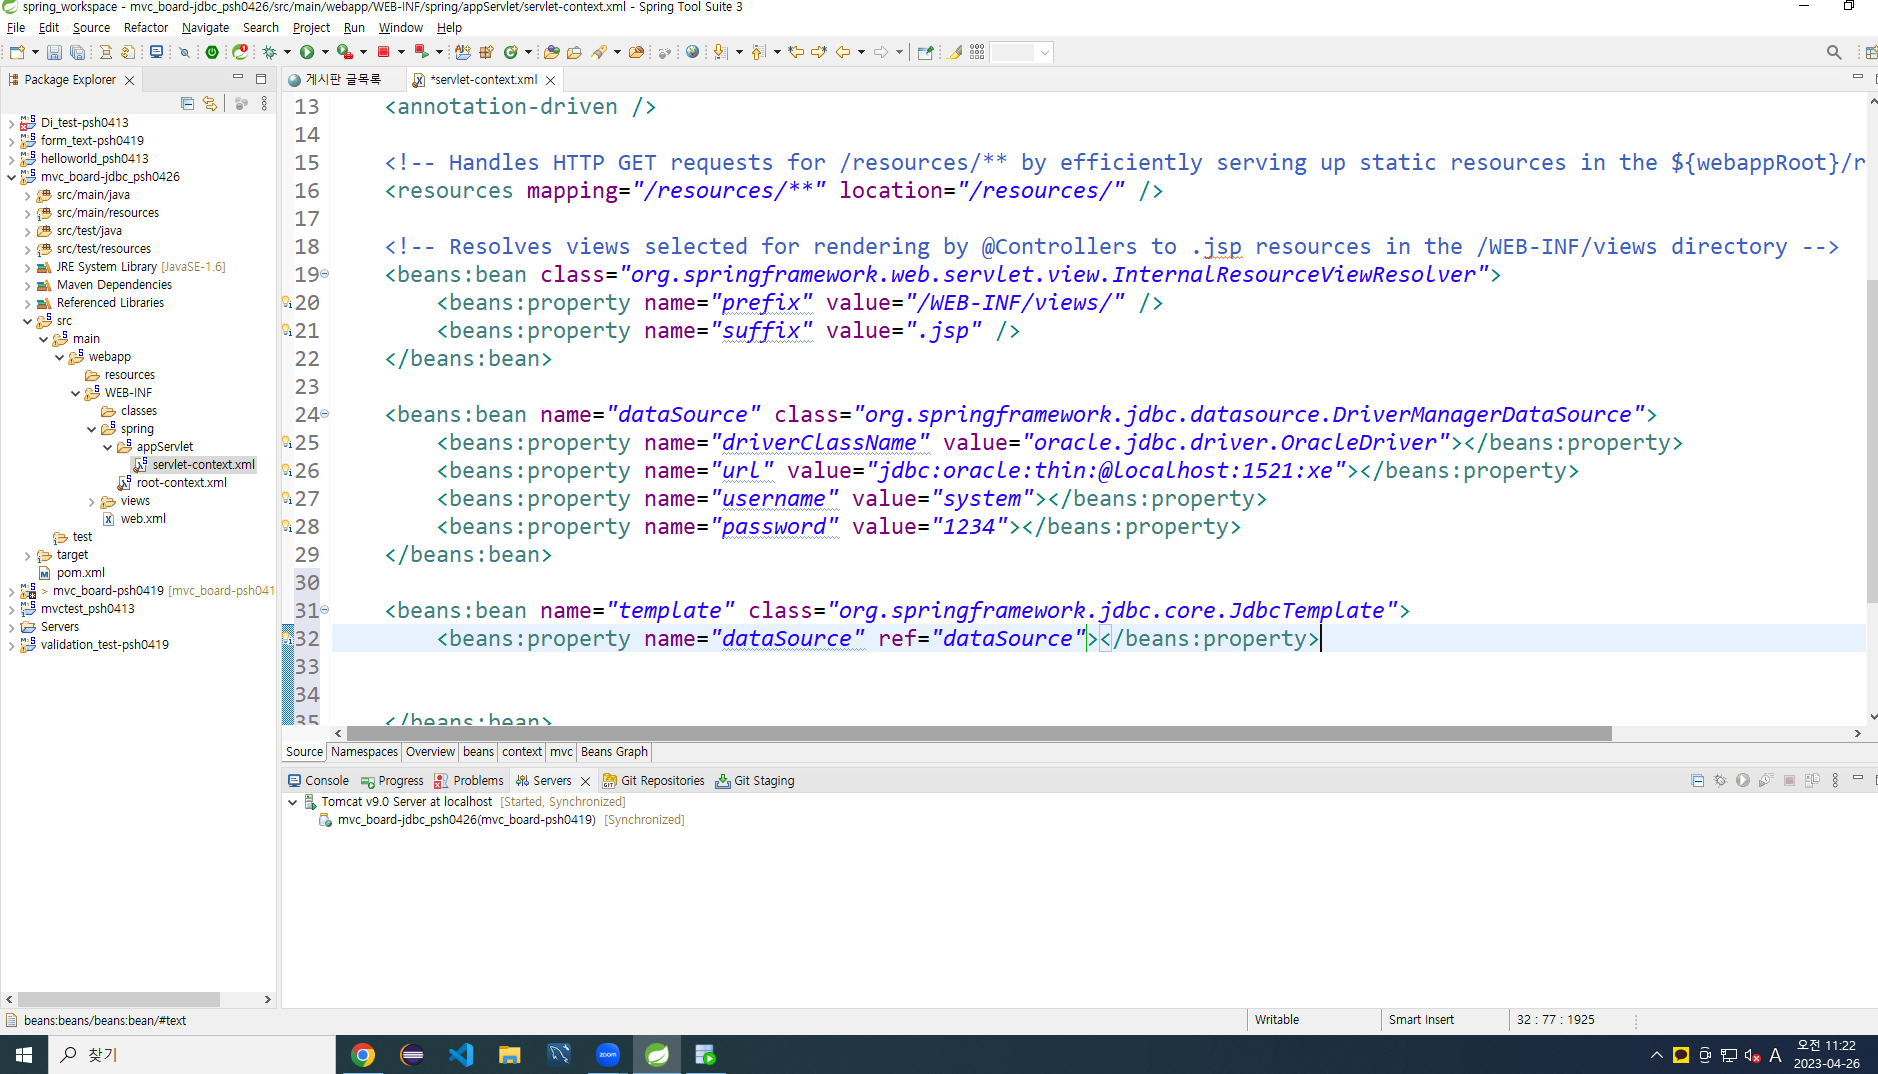 spring_workspace - mvc_board-jdbc_psh0426/src/main/webapp/WEB-INF/spring/appServlet/servlet-context.xml - Spring Tool Suite 3
File Edit Source Refactor Navigate Search Project Run Window Help
Package Explorer
게시판 글목록
*servlet-context.xml
Di_test-psh0413
form_text-psh0419
helloworld_psh0413
mvc_board-jdbc_psh0426
src/main/java
src/main/resources
src/test/java
src/test/resources
JRE System Library [JavaSE-1.6]
Maven Dependencies
Referenced Libraries
src
main
webapp
resources
WEB-INF
classes
spring
appServlet
servlet-context.xml
root-context.xml
views
web.xml
test
target
pom.xml
> mvc_board-psh0419 [mvc_board-psh041
mvctest_psh0413
Servers
validation_test-psh0419
13 <annotation-driven />
14
15 <!-- Handles HTTP GET requests for /resources/** by efficiently serving up static resources in the ${webappRoot}/r
16 <resources mapping="/resources/**" location="/resources/" />
17
18 <!-- Resolves views selected for rendering by @Controllers to .jsp resources in the /WEB-INF/views directory -->
19 <beans:bean class="org.springframework.web.servlet.view.InternalResourceViewResolver">
20 <beans:property name="prefix" value="/WEB-INF/views/" />
21 <beans:property name="suffix" value=".jsp" />
22 </beans:bean>
23
24 <beans:bean name="dataSource" class="org.springframework.jdbc.datasource.DriverManagerDataSource">
25 <beans:property name="driverClassName" value="oracle.jdbc.driver.OracleDriver"></beans:property>
26 <beans:property name="url" value="jdbc:oracle:thin:@localhost:1521:xe"></beans:property>
27 <beans:property name="username" value="system"></beans:property>
28 <beans:property name="password" value="1234"></beans:property>
29 </beans:bean>
30
31 <beans:bean name="template" class="org.springframework.jdbc.core.JdbcTemplate">
32 <beans:property name="dataSource" ref="dataSource"></beans:property>
33
34
35 </beans:bean>
Source Namespaces Overview beans context mvc Beans Graph
Console Progress Problems Servers Git Repositories Git Staging
Tomcat v9.0 Server at localhost [Started, Synchronized]
mvc_board-jdbc_psh0426(mvc_board-psh0419) [Synchronized]
beans:beans/beans:bean/#text
Writable
Smart Insert
32 : 77 : 1925
찾기
zoom
A
오전 11:22
2023-04-26